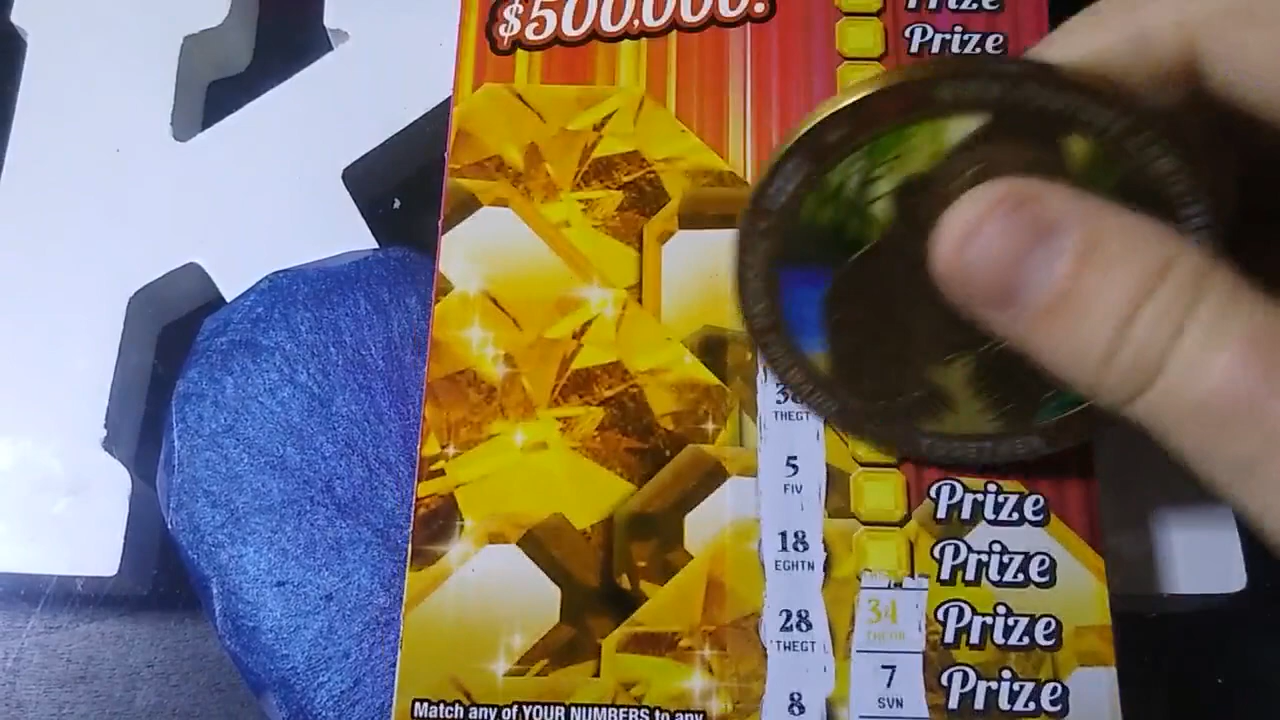 $500,000!
Prize
Prize
38
THEGT
5
FIV
Prize
18
EGHTN
Prize
28
TWEGT
34
Prize
8
7
SVN
Prize
Match any of YOUR NUMBERS to any